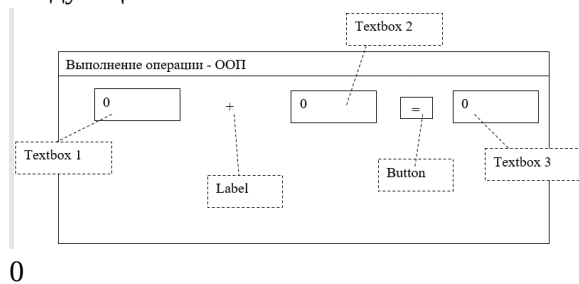 Textbox 2
Выполнение операции - ООП
0 + 0 = 0
Textbox 1
Label
Button
Textbox 3
0